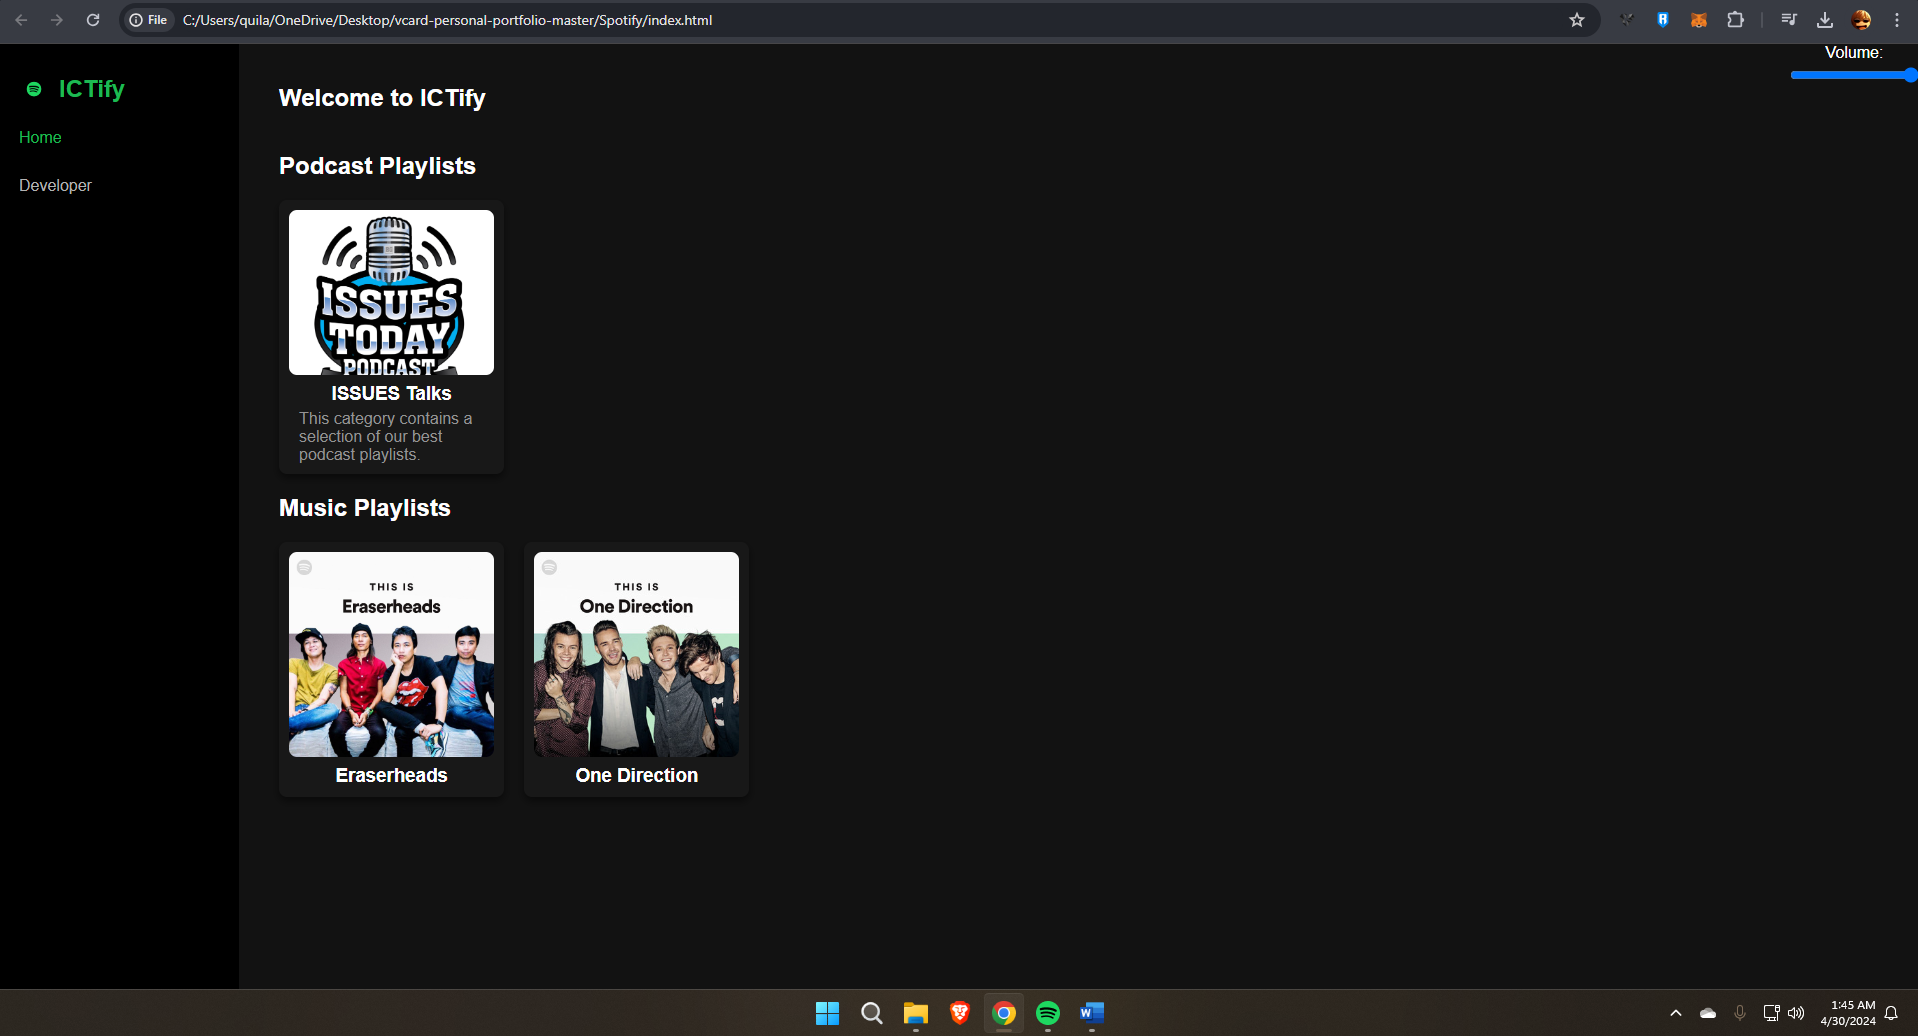 File
C:/Users/quila/OneDrive/Desktop/vcard-personal-portfolio-master/Spotify/index.html
Volume:
ICTify
Home
Developer
Welcome to ICTify
Podcast Playlists
ISSUES
TODAY
PODCAST
ISSUES Talks
This category contains a
selection of our best
podcast playlists.
Music Playlists
THIS IS
Eraserheads
Eraserheads
THIS IS
One Direction
One Direction
W
1:45 AM
4/30/2024